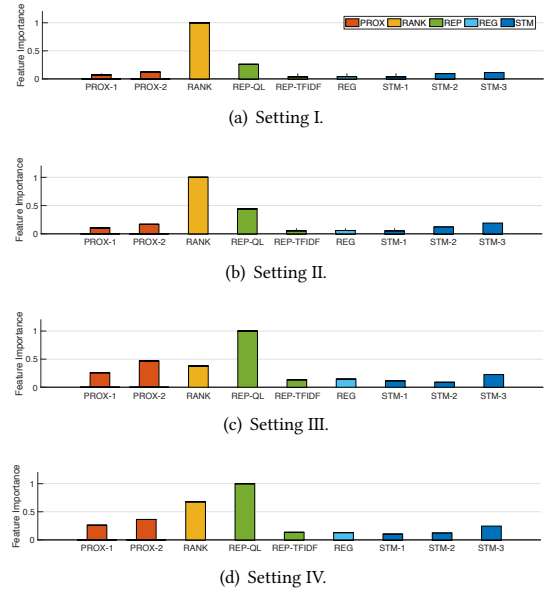 Feature Importance
1
0.5
0
PROX RANK REP REG STM
PROX-1 PROX-2 RANK REP-QL REP-TFIDF REG STM-1 STM-2 STM-3
(a) Setting I.
Feature Importance
1
0.5
0
PROX-1 PROX-2 RANK REP-QL REP-TFIDF REG STM-1 STM-2 STM-3
(b) Setting II.
Feature Importance
1
0.5
0
PROX-1 PROX-2 RANK REP-QL REP-TFIDF REG STM-1 STM-2 STM-3
(c) Setting III.
Feature Importance
1
0.5
0
PROX-1 PROX-2 RANK REP-QL REP-TFIDF REG STM-1 STM-2 STM-3
(d) Setting IV.